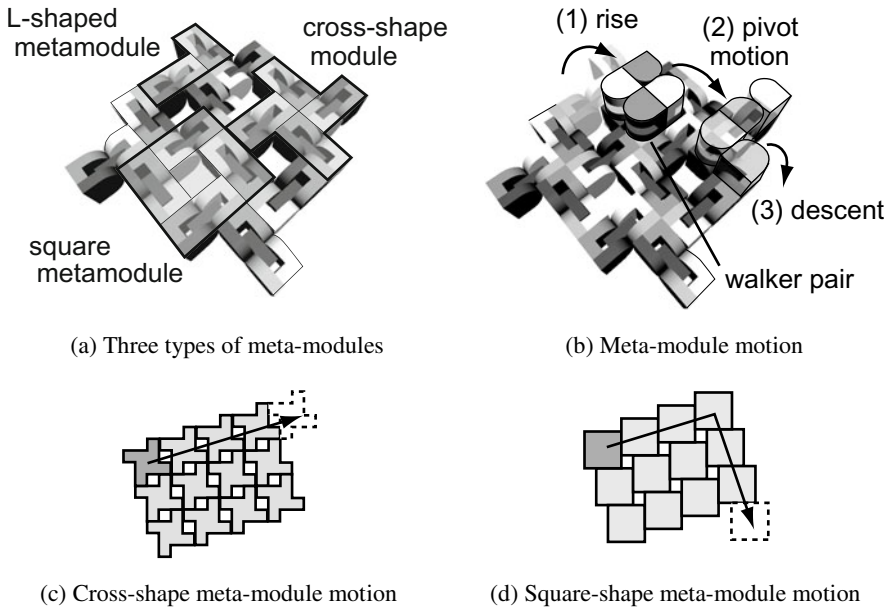 L-shaped
metamodule
cross-shape
module
square
metamodule
(a) Three types of meta-modules
(1) rise
(2) pivot
motion
(3) descent
walker pair
(b) Meta-module motion
(c) Cross-shape meta-module motion
(d) Square-shape meta-module motion